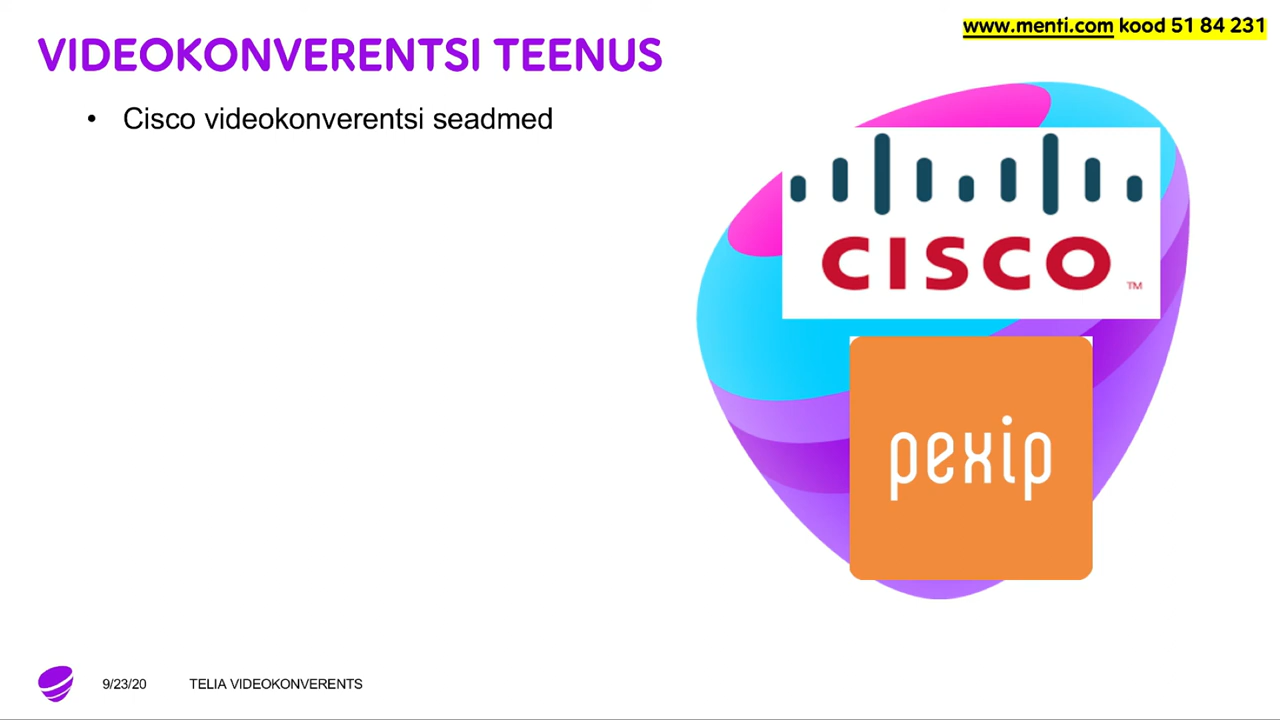 www.menti.com kood 51 84 231
VIDEOKONVERENTSI TEENUS
• Cisco videokonverentsi seadmed
CISCO
TM
pexip
9/23/20 TELIA VIDEOKONVERENTS